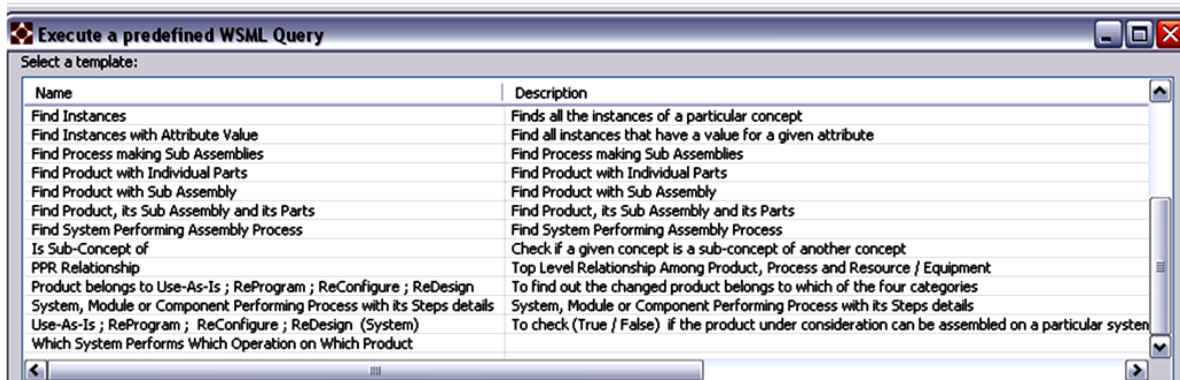 Execute a predefined WSML Query
Select a template:
Name Description
Find Instances Finds all the instances of a particular concept
Find Instances with Attribute Value Find all instances that have a value for a given attribute
Find Process making Sub Assemblies Find Process making Sub Assemblies
Find Product with Individual Parts Find Product with Individual Parts
Find Product with Sub Assembly Find Product with Sub Assembly
Find Product, its Sub Assembly and its Parts Find Product, its Sub Assembly and its Parts
Find System Performing Assembly Process Find System Performing Assembly Process
Is Sub-Concept of Check if a given concept is a sub-concept of another concept
PPR Relationship Top Level Relationship Among Product, Process and Resource / Equipment
Product belongs to Use-As-Is ; ReProgram ; ReConfigure ; ReDesign To find out the changed product belongs to which of the four categories
System, Module or Component Performing Process with its Steps details System, Module or Component Performing Process with its Steps details
Use-As-Is ; ReProgram ; ReConfigure ; ReDesign (System) To check (True / False) if the product under consideration can be assembled on a particular system
Which System Performs Which Operation on Which Product